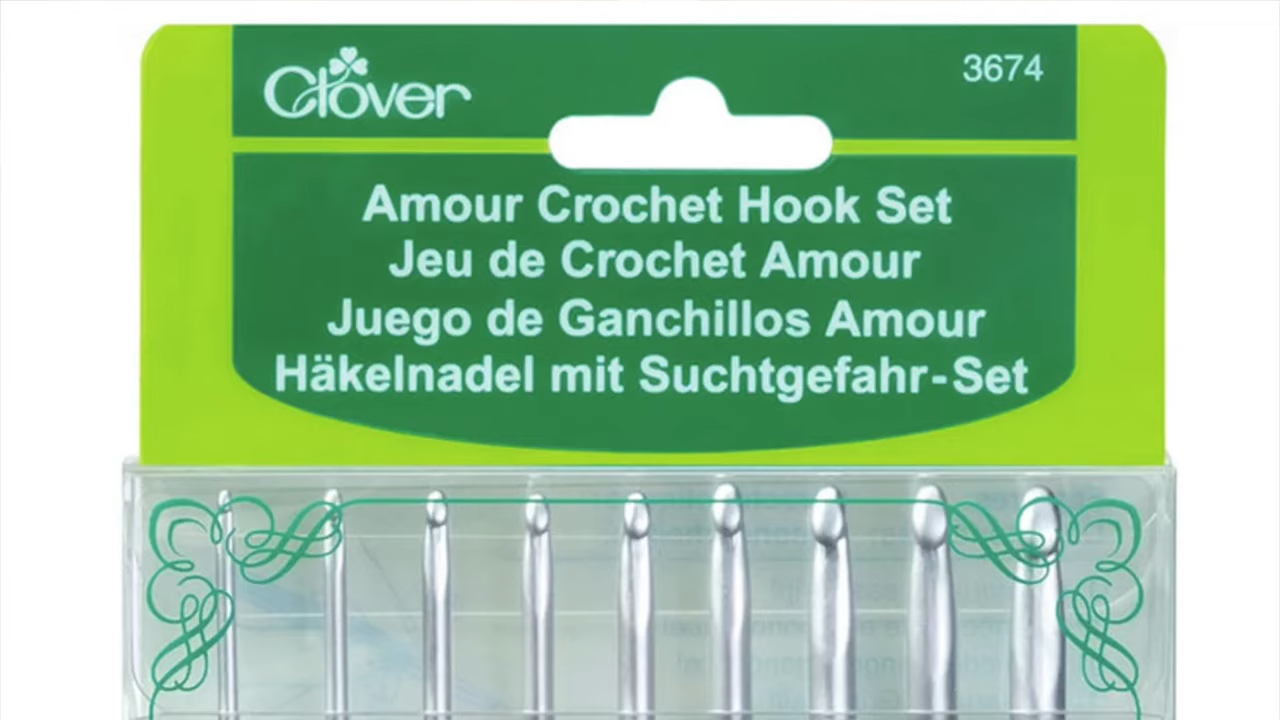 Clover
3674
Amour Crochet Hook Set
Jeu de Crochet Amour
Juego de Ganchillos Amour
Häkelnadel mit Suchtgefahr-Set